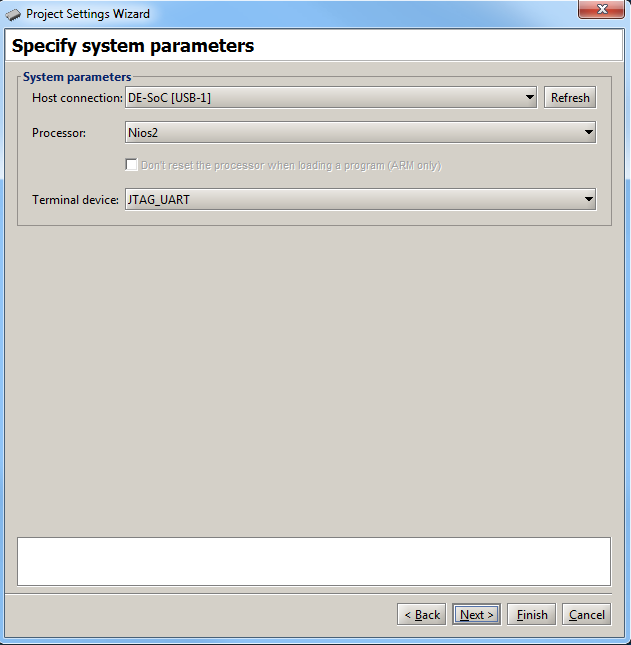 Project Settings Wizard
Specify system parameters
System parameters
Host connection: DE-SoC [USB-1] Refresh
Processor: Nios2
Don't reset the processor when loading a program (ARM only)
Terminal device: JTAG_UART
< Back Next > Finish Cancel